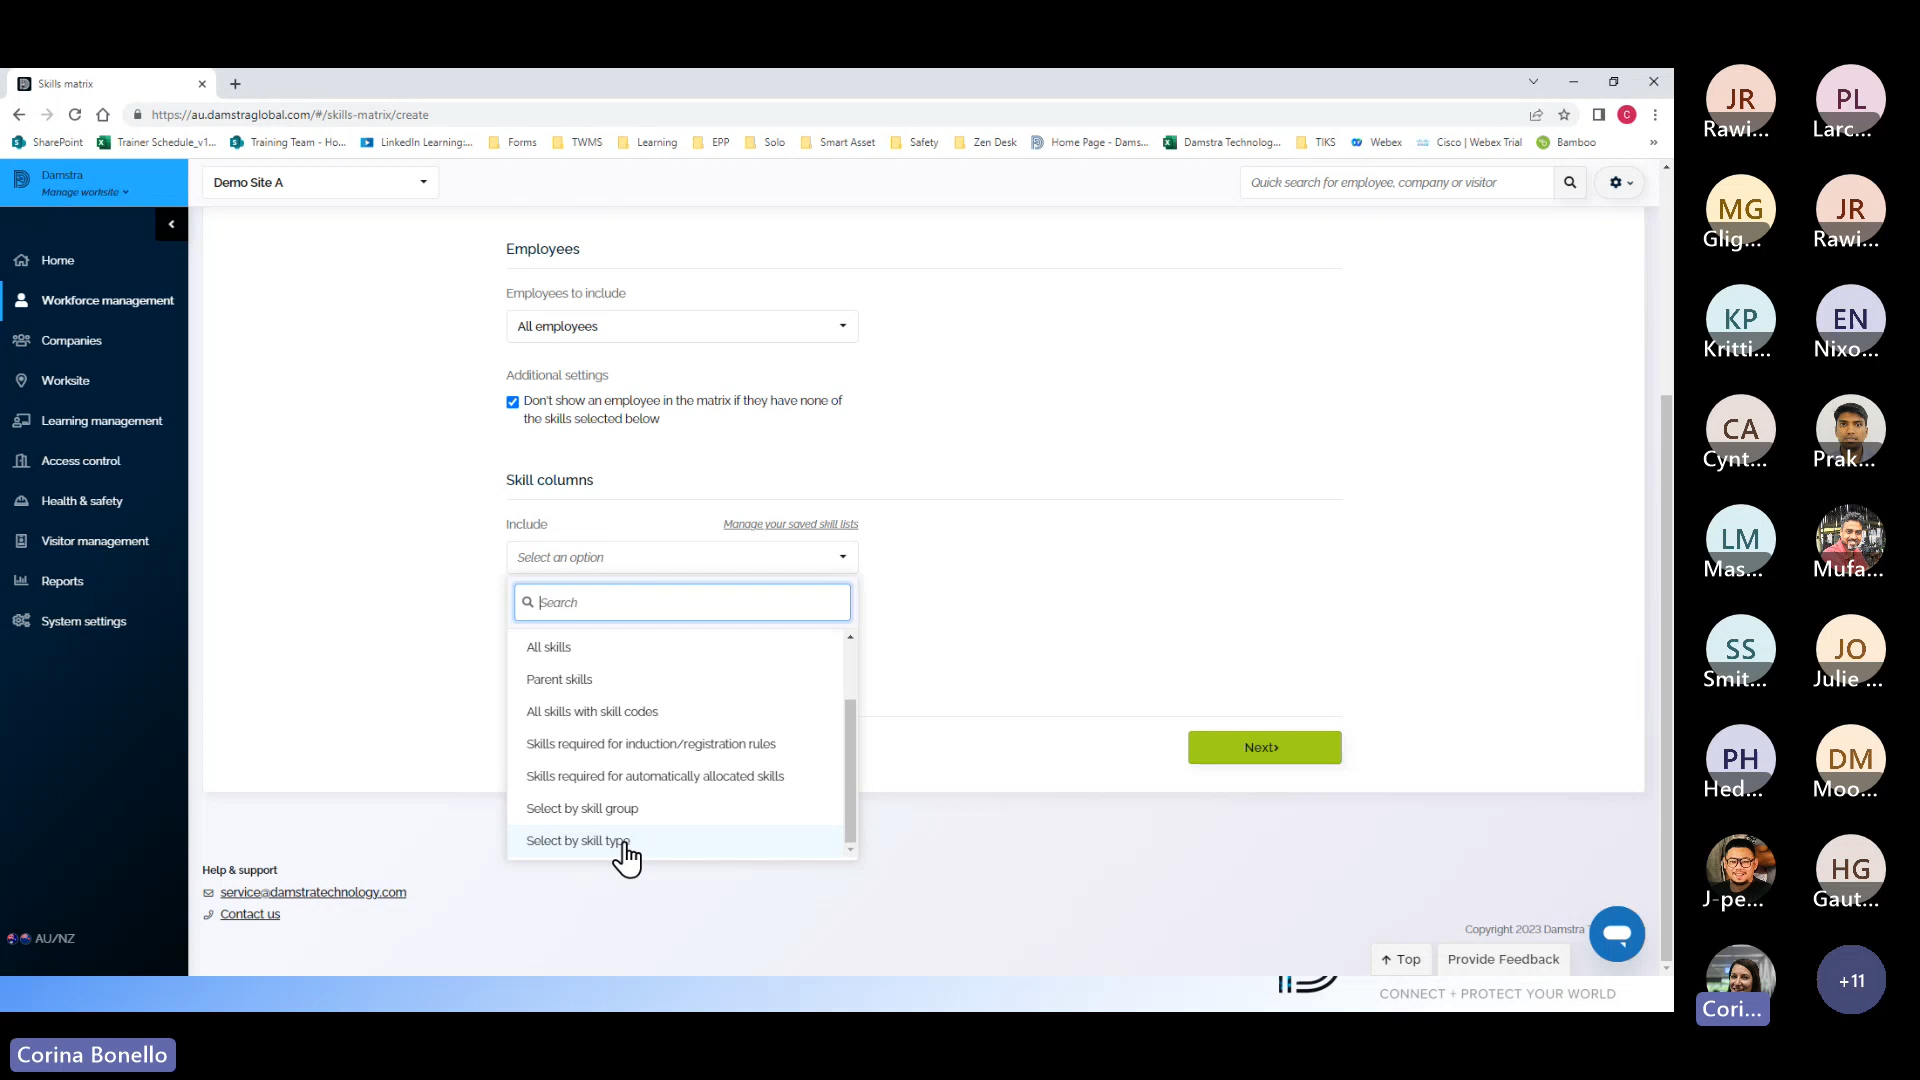 Skills matrix
https://au.damstraglobal.com/#/skills-matrix/create
SharePoint
Trainer Schedule_v1...
Training Team - Ho...
LinkedIn Learning:...
Forms
TWMS
Learning
EPP
Solo
Smart Asset
Safety
Zen Desk
Home Page - Dams...
Damstra Technolog...
TIKS
Webex
Cisco | Webex Trial
Bamboo
»
C
Damstra
Manage worksite
Demo Site A
Quick search for employee, company or visitor
Home
Workforce management
Companies
Worksite
Learning management
Access control
Health & safety
Visitor management
Reports
System settings
AU/NZ
Employees
Employees to include
All employees
Additional settings
Don't show an employee in the matrix if they have none of
the skills selected below
Skill columns
Include
Manage your saved skill lists
Select an option
Search
All skills
Parent skills
All skills with skill codes
Skills required for induction/registration rules
Skills required for automatically allocated skills
Select by skill group
Select by skill type
Next›
Help & support
service@damstratechnology.com
Contact us
Copyright 2023 Damstra
Top
Provide Feedback
CONNECT + PROTECT YOUR WORLD
Corina Bonello
JR
Rawi...
PL
Larc...
MG
Glig...
JR
Rawi...
KP
Kritti...
EN
Nixo...
CA
Cynt...
Prak...
LM
Mas...
Mufa...
SS
Smit...
JO
Julie ...
PH
Hed...
DM
Moo...
J-pe...
HG
Gaut...
Cori...
+11